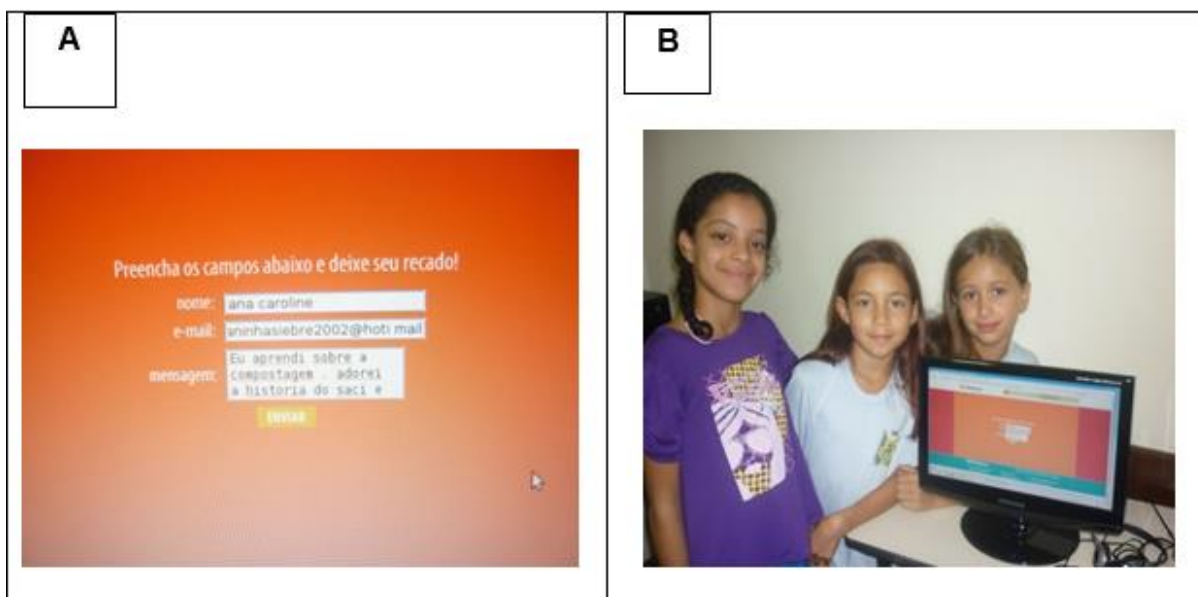 A
B
Preencha os campos abaixo e deixe seu recado!
nome: ana caroline
e-mail: aninhasiebre2002@hoti mail
mensagem: Eu aprendi sobre a
compostagem . adorei
a historia do saci e
ENVIAR